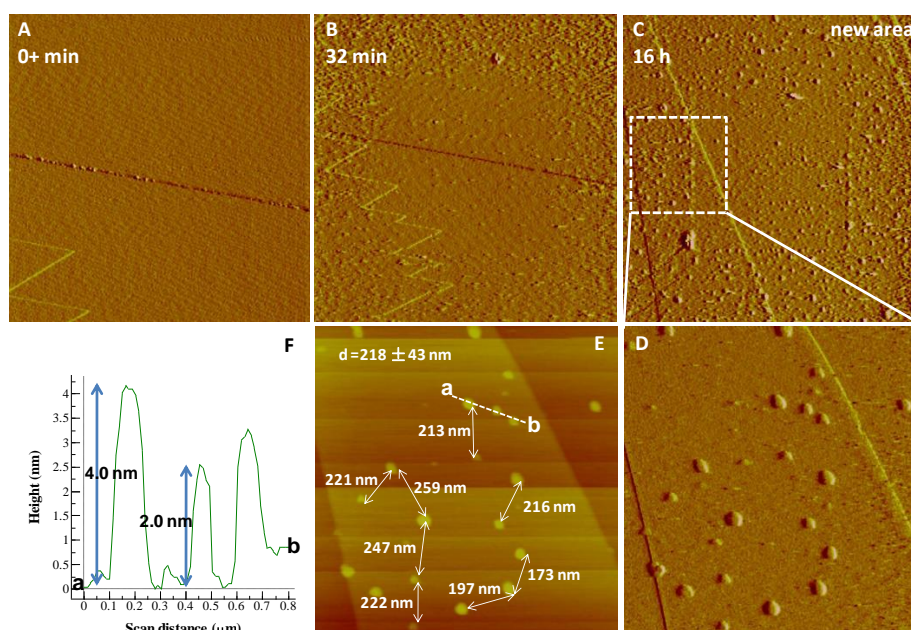 A
0+ min
B
32 min
C
new area
16 h
F
4.0 nm
2.0 nm
a
b
Height (nm)
4
3.5
3
2.5
2
1.5
1
0.5
0
0 0.1 0.2 0.3 0.4 0.5 0.6 0.7 0.8
Scan distance (μm)
E
d=218 ±43 nm
a
b
213 nm
221 nm
259 nm
216 nm
247 nm
173 nm
197 nm
222 nm
D